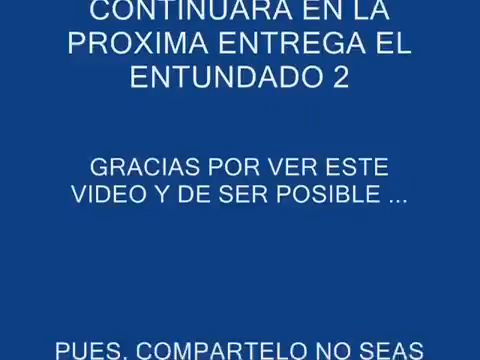 CONTINUARA EN LA
PROXIMA ENTREGA EL
ENTUNDADO 2
GRACIAS POR VER ESTE
VIDEO Y DE SER POSIBLE ...
PUES, COMPARTELO NO SEAS